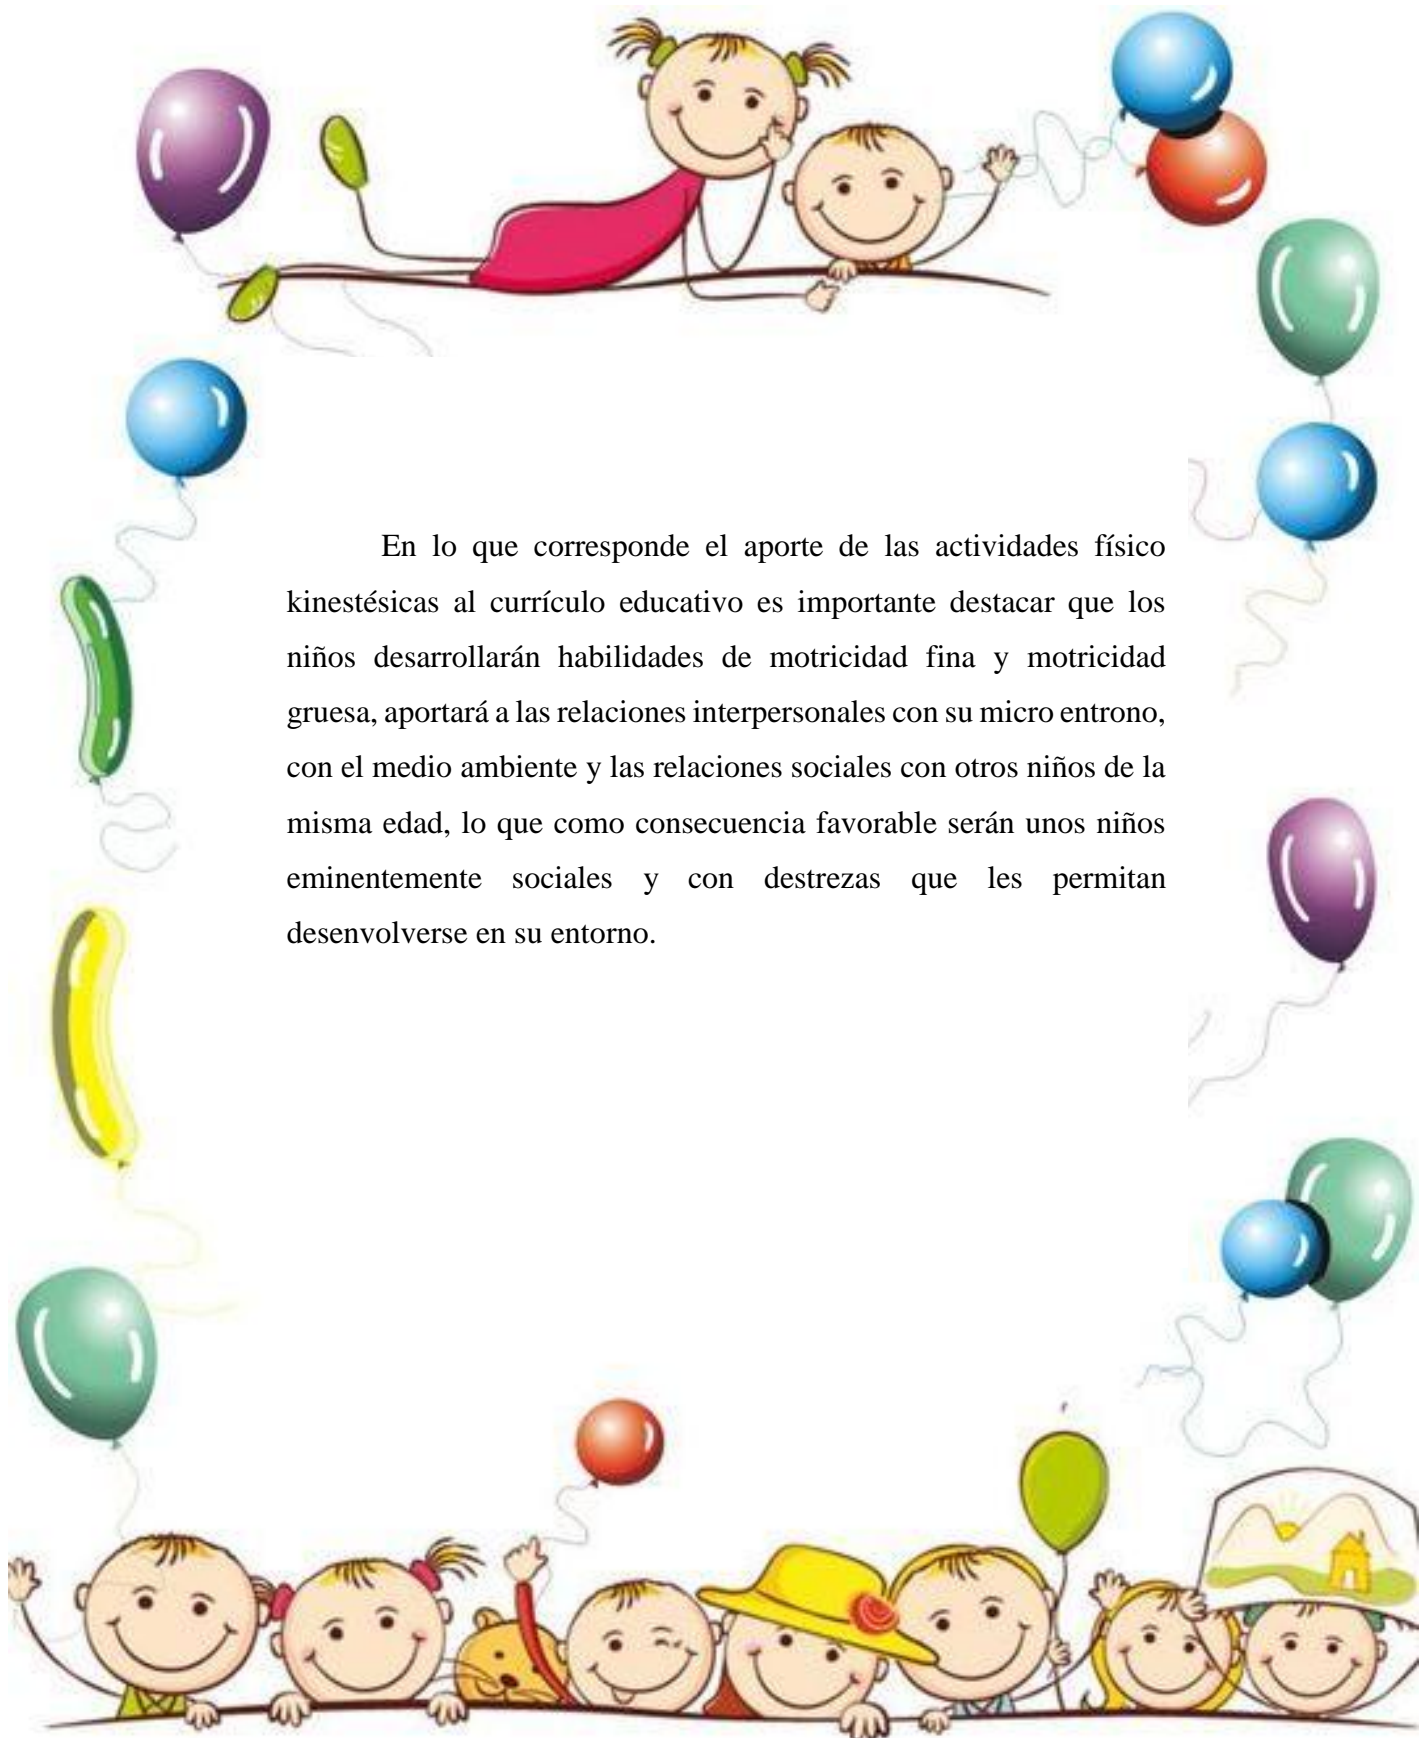 En lo que corresponde el aporte de las actividades físico
kinestésicas al currículo educativo es importante destacar que los
niños desarrollarán habilidades de motricidad fina y motricidad
gruesa, aportará a las relaciones interpersonales con su micro entrono,
con el medio ambiente y las relaciones sociales con otros niños de la
misma edad, lo que como consecuencia favorable serán unos niños
eminentemente sociales y con destrezas que les permitan
desenvolverse en su entorno.